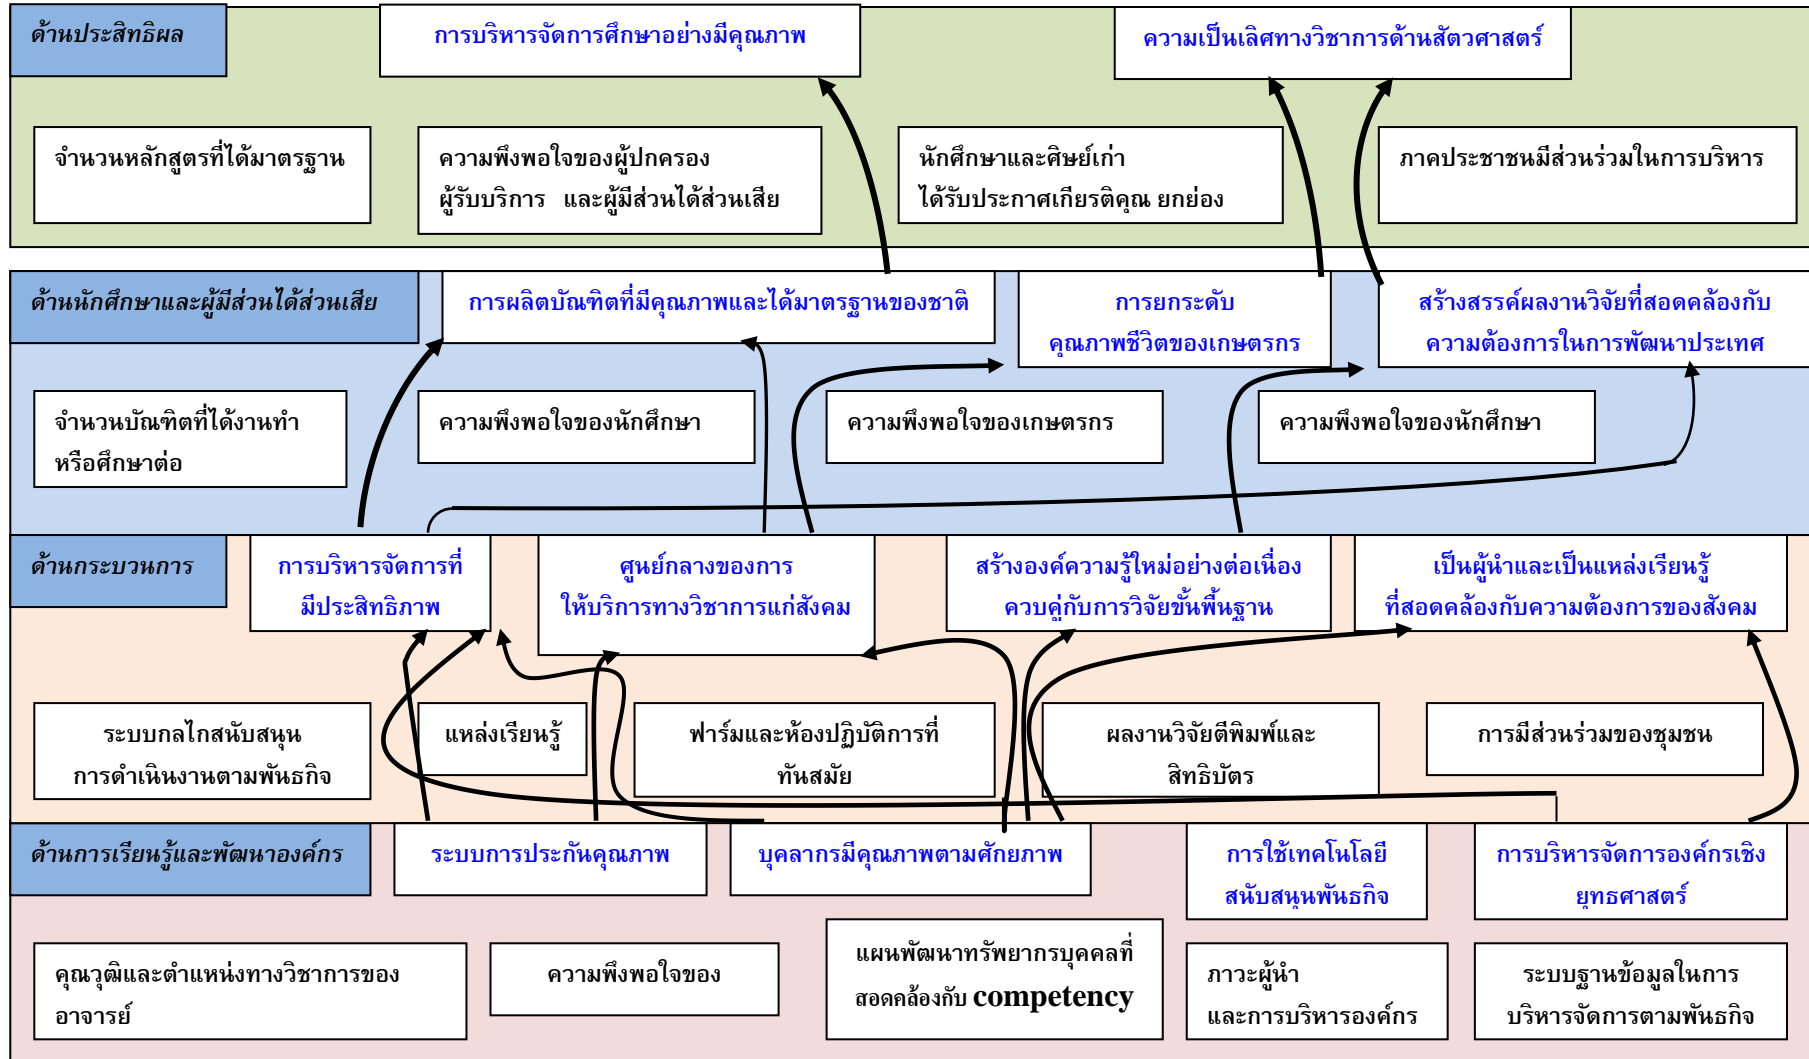 ด้านประสิทธิผล
การบริหารจัดการศึกษาอย่างมีคุณภาพ
ความเป็นเลิศทางวิชาการด้านสัตวศาสตร์
จำนวนหลักสูตรที่ได้มาตรฐาน
ความพึงพอใจของผู้ปกครอง
ผู้รับบริการ และผู้มีส่วนได้ส่วนเสีย
นักศึกษาและศิษย์เก่า
ได้รับประกาศเกียรติคุณ ยกย่อง
ภาคประชาชนมีส่วนร่วมในการบริหาร
ด้านนักศึกษาและผู้มีส่วนได้ส่วนเสีย
การผลิตบัณฑิตที่มีคุณภาพและได้มาตรฐานของชาติ
การยกระดับ
คุณภาพชีวิตของเกษตรกร
สร้างสรรค์ผลงานวิจัยที่สอดคล้องกับ
ความต้องการในการพัฒนาประเทศ
จำนวนบัณฑิตที่ได้งานทำ
หรือศึกษาต่อ
ความพึงพอใจของนักศึกษา
ความพึงพอใจของเกษตรกร
ความพึงพอใจของนักศึกษา
ด้านกระบวนการ
การบริหารจัดการที่
มีประสิทธิภาพ
ศูนย์กลางของการ
ให้บริการทางวิชาการแก่สังคม
สร้างองค์ความรู้ใหม่อย่างต่อเนื่อง
ควบคู่กับการวิจัยขั้นพื้นฐาน
เป็นผู้นำและเป็นแหล่งเรียนรู้
ที่สอดคล้องกับความต้องการของสังคม
ระบบกลไกสนับสนุน
การดำเนินงานตามพันธกิจ
แหล่งเรียนรู้
ฟาร์มและห้องปฏิบัติการที่
ทันสมัย
ผลงานวิจัยตีพิมพ์และ
สิทธิบัตร
การมีส่วนร่วมของชุมชน
ด้านการเรียนรู้และพัฒนาองค์กร
ระบบการประกันคุณภาพ
บุคลากรมีคุณภาพตามศักยภาพ
การใช้เทคโนโลยี
สนับสนุนพันธกิจ
การบริหารจัดการองค์กรเชิง
ยุทธศาสตร์
คุณวุฒิและตำแหน่งทางวิชาการของ
อาจารย์
ความพึงพอใจของ
แผนพัฒนาทรัพยากรบุคคลที่
สอดคล้องกับ competency
ภาวะผู้นำ
และการบริหารองค์กร
ระบบฐานข้อมูลในการ
บริหารจัดการตามพันธกิจ